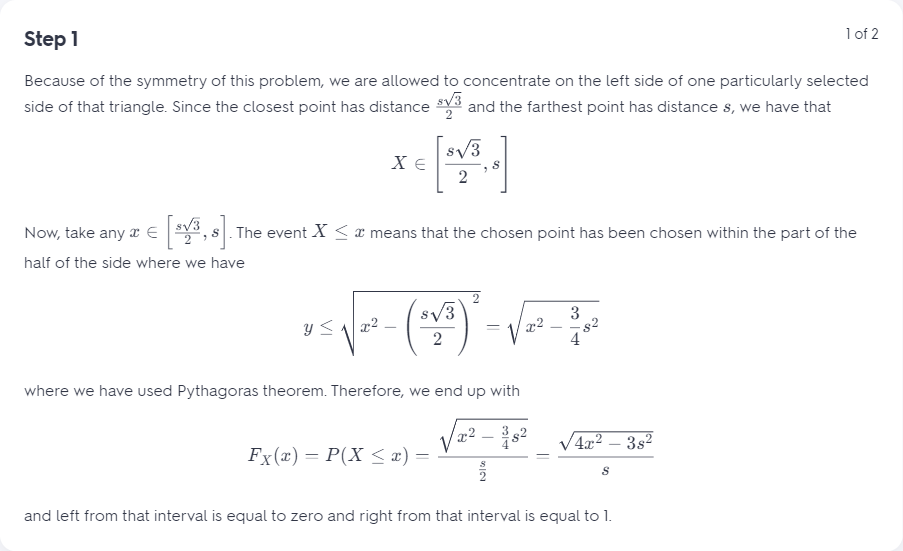 Step 1
1 of 2
Because of the symmetry of this problem, we are allowed to concentrate on the left side of one particularly selected
side of that triangle. Since the closest point has distance $\frac{s\sqrt{3}}{2}$ and the farthest point has distance $s$, we have that
$X \in \left[\frac{s\sqrt{3}}{2}, s\right]$
Now, take any $x \in \left[\frac{s\sqrt{3}}{2}, s\right]$. The event $X \leq x$ means that the chosen point has been chosen within the part of the
half of the side where we have
$y \leq \sqrt{x^2 - \left(\frac{s\sqrt{3}}{2}\right)^2} = \sqrt{x^2 - \frac{3}{4}s^2}$
where we have used Pythagoras theorem. Therefore, we end up with
$F_X(x) = P(X \leq x) = \frac{\sqrt{x^2 - \frac{3}{4}s^2}}{\frac{s}{2}} = \frac{\sqrt{4x^2 - 3s^2}}{s}$
and left from that interval is equal to zero and right from that interval is equal to 1.